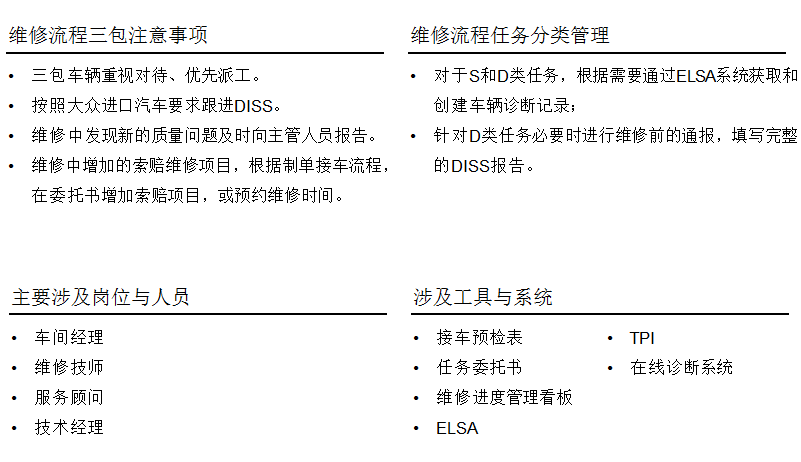 维修流程三包注意事项
• 三包车辆重视对待、优先派工。
• 按照大众进口汽车要求跟进DISS。
• 维修中发现新的质量问题及时向主管人员报告。
• 维修中增加的索赔维修项目，根据制单接车流程，
在委托书增加索赔项目，或预约维修时间。
维修流程任务分类管理
• 对于S和D类任务，根据需要通过ELSA系统获取和
创建车辆诊断记录；
• 针对D类任务必要时进行维修前的通报，填写完整
的DISS报告。
主要涉及岗位与人员
• 车间经理
• 维修技师
• 服务顾问
• 技术经理
涉及工具与系统
• 接车预检表
• 任务委托书
• 维修进度管理看板
• ELSA
• TPI
• 在线诊断系统